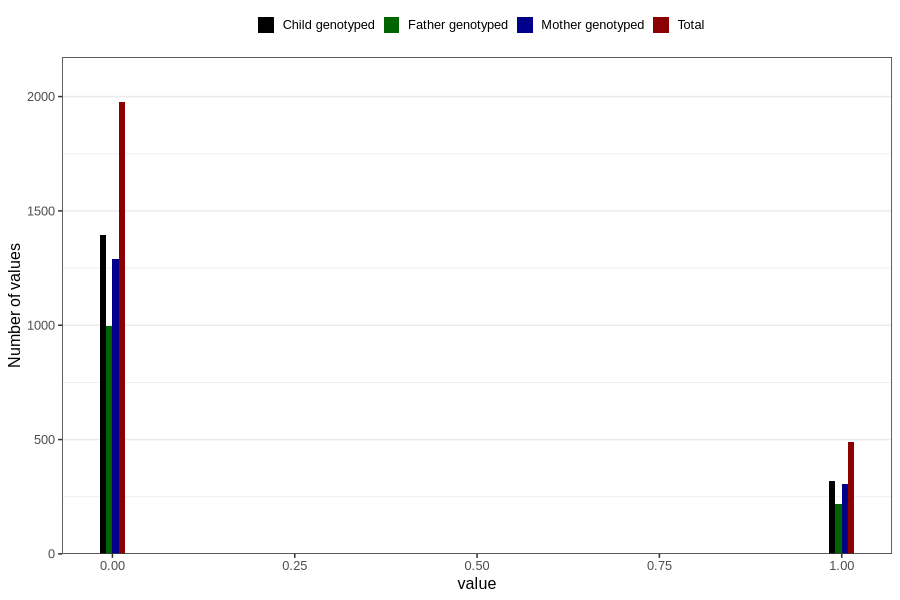 Child genotyped Father genotyped Mother genotyped Total
2000
1500
1000
500
0
Number of values
0.00 0.25 0.50 0.75 1.00
value